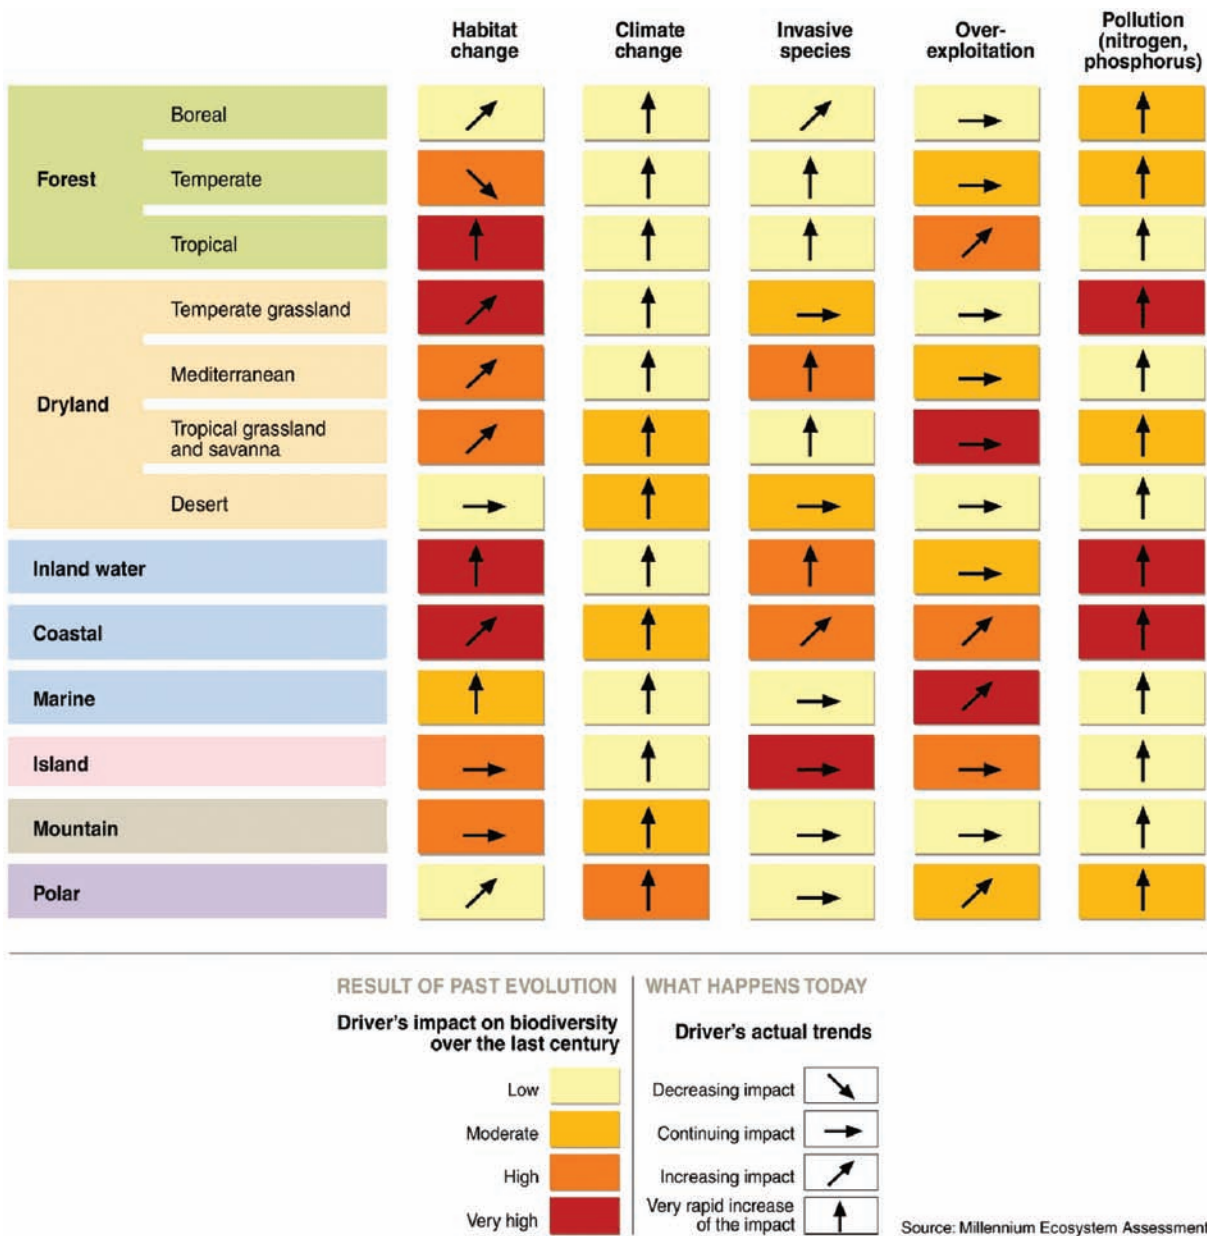 Habitat
change
Climate
change
Invasive
species
Over-
exploitation
Pollution
(nitrogen,
phosphorus)
Forest
Boreal
Temperate
Tropical
Dryland
Temperate grassland
Mediterranean
Tropical grassland
and savanna
Desert
Inland water
Coastal
Marine
Island
Mountain
Polar
RESULT OF PAST EVOLUTION
Driver's impact on biodiversity
over the last century
Low
Moderate
High
Very high
WHAT HAPPENS TODAY
Driver's actual trends
Decreasing impact
Continuing impact
Increasing impact
Very rapid increase
of the impact
Source: Millennium Ecosystem Assessment